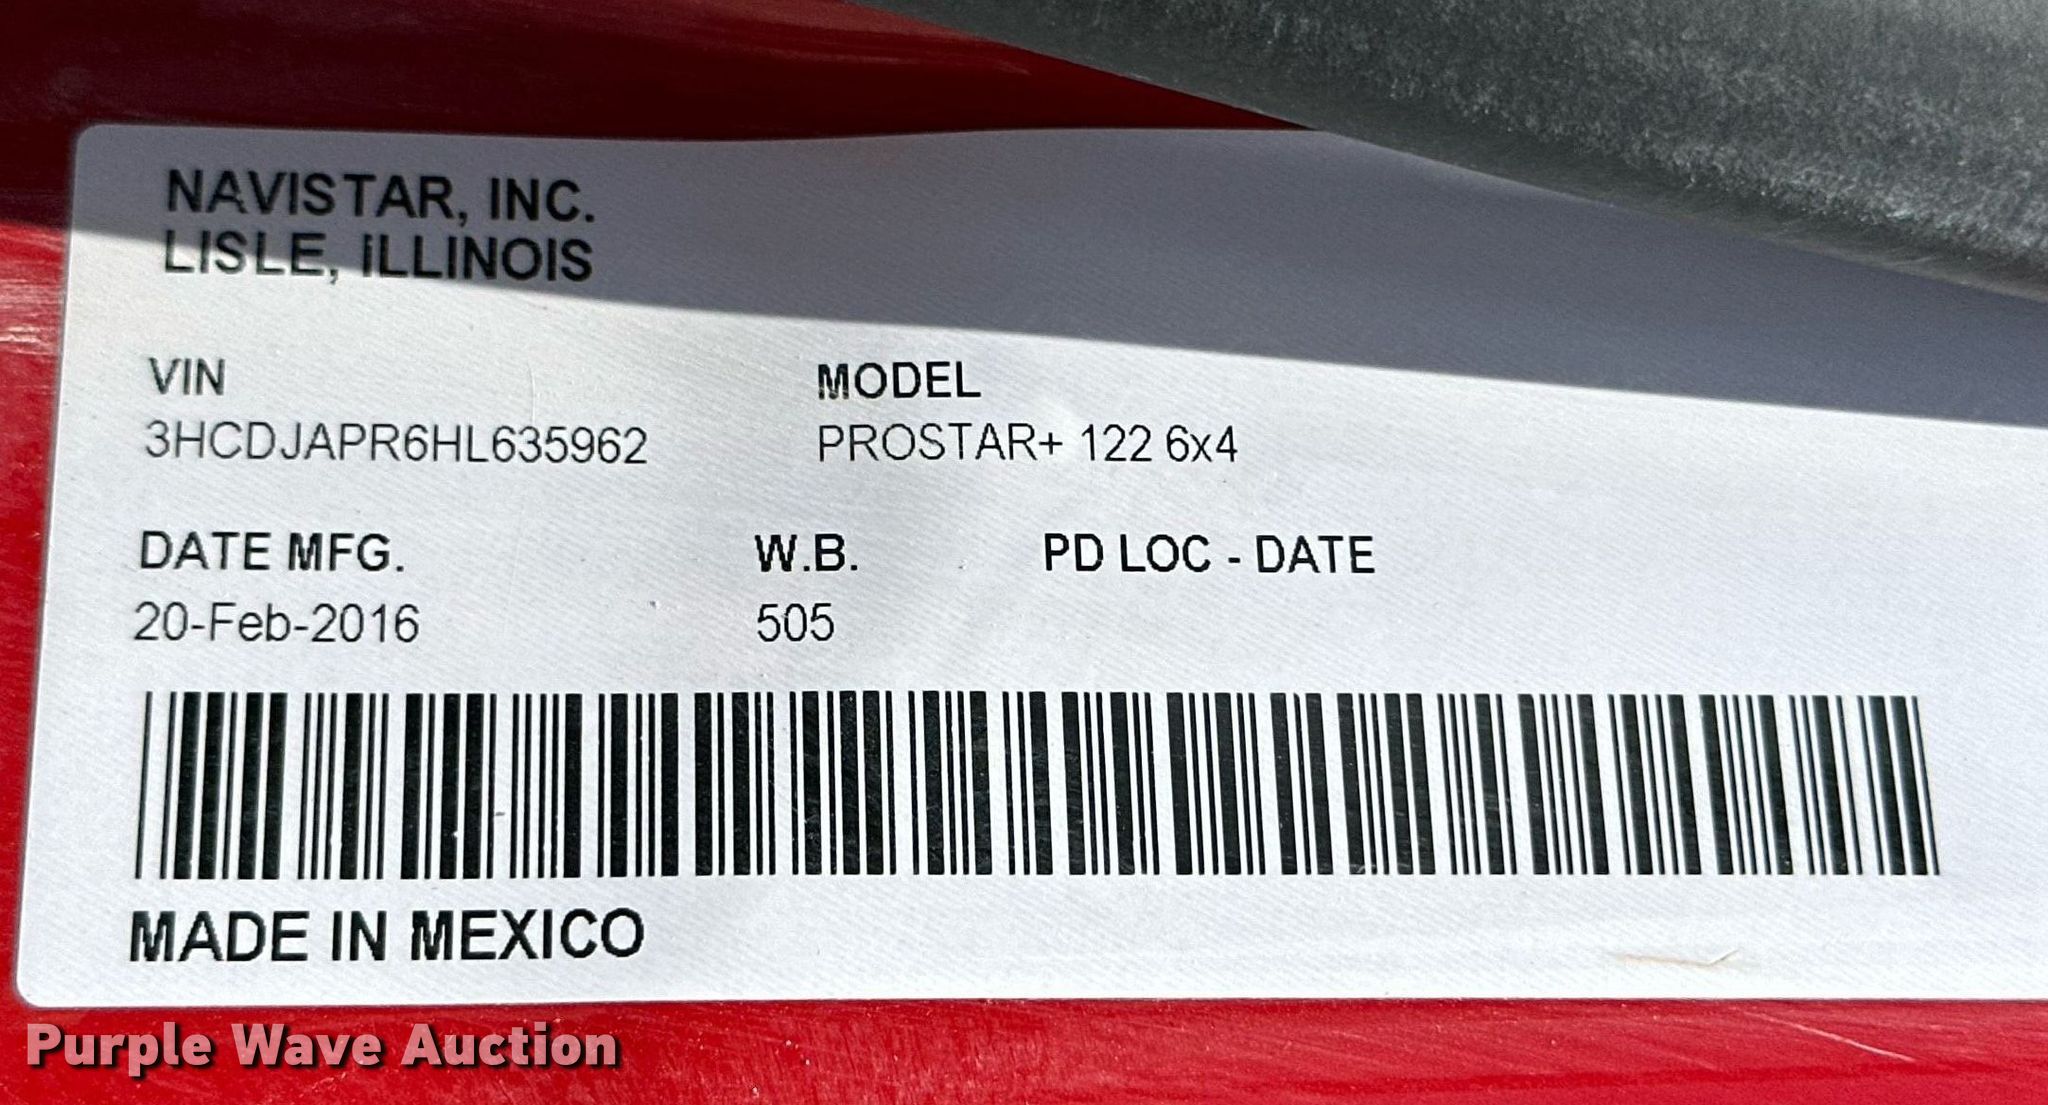 NAVISTAR, INC.
LISLE, ILLINOIS
VIN MODEL
3HCDJAPR6HL635962 PROSTAR+ 122 6x4
DATE MFG. W.B. PD LOC - DATE
20-Feb-2016 505
MADE IN MEXICO
Purple Wave Auction